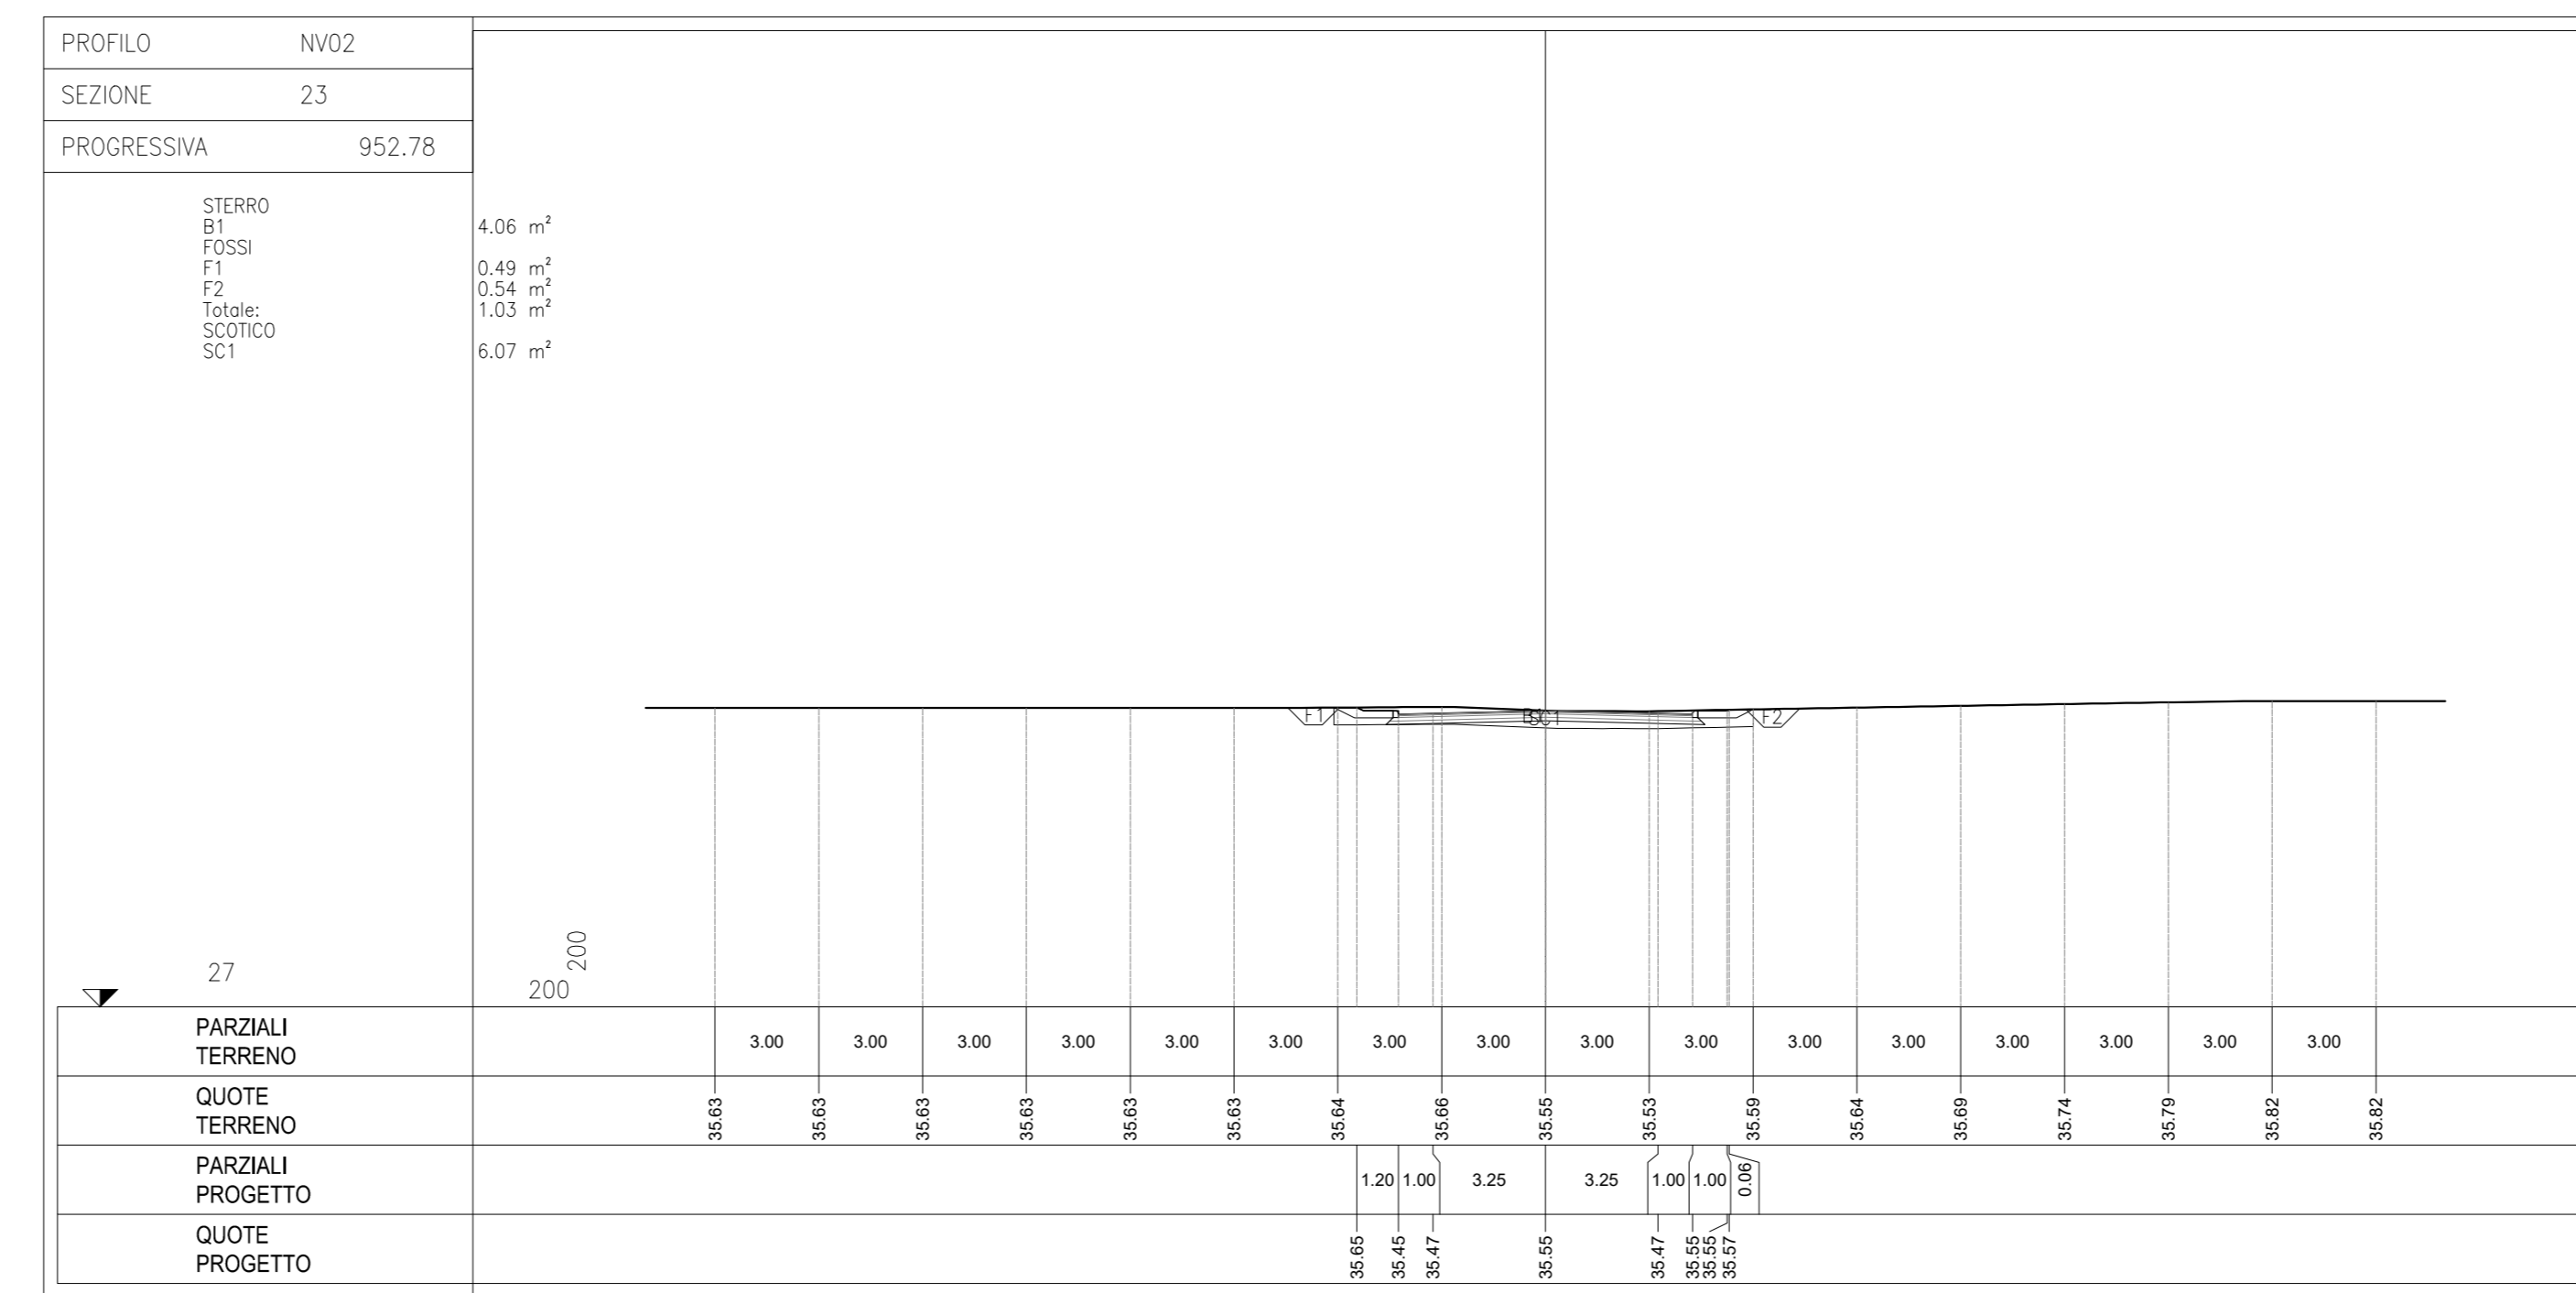 PROFILO NV02
SEZIONE 23
PROGRESSIVA 952.78
STERRO
B1 4.06 m²
FOSSI
F1 0.49 m²
F2 0.54 m²
Totale: 1.03 m²
SCOTICO
SC1 6.07 m²
F1 B1 SC1 F2
27
200
200
PARZIALI
TERRENO
3.00 3.00 3.00 3.00 3.00 3.00 3.00 3.00 3.00 3.00 3.00 3.00 3.00 3.00 3.00 3.00
QUOTE
TERRENO
35.63 35.63 35.63 35.63 35.63 35.63 35.64 35.66 35.55 35.53 35.59 35.64 35.69 35.74 35.79 35.82 35.82
PARZIALI
PROGETTO
1.20 1.00 3.25 3.25 1.00 1.00 0.06
QUOTE
PROGETTO
35.65 35.45 35.47 35.55 35.47 35.55 35.55 35.57